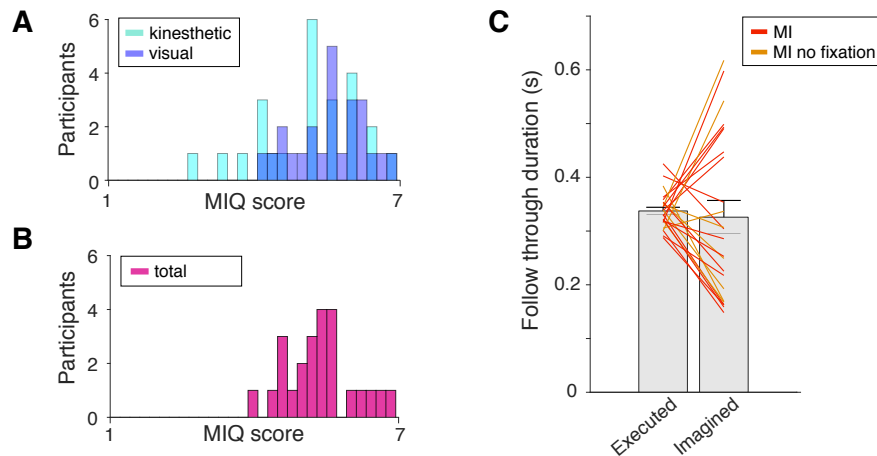 A
6
4
2
0
Participants
kinesthetic
visual
1
MIQ score
7
B
6
4
2
0
Participants
total
1
MIQ score
7
C
MI
MI no fixation
0.6
0.4
0.2
0
Follow through duration (s)
Executed
Imagined